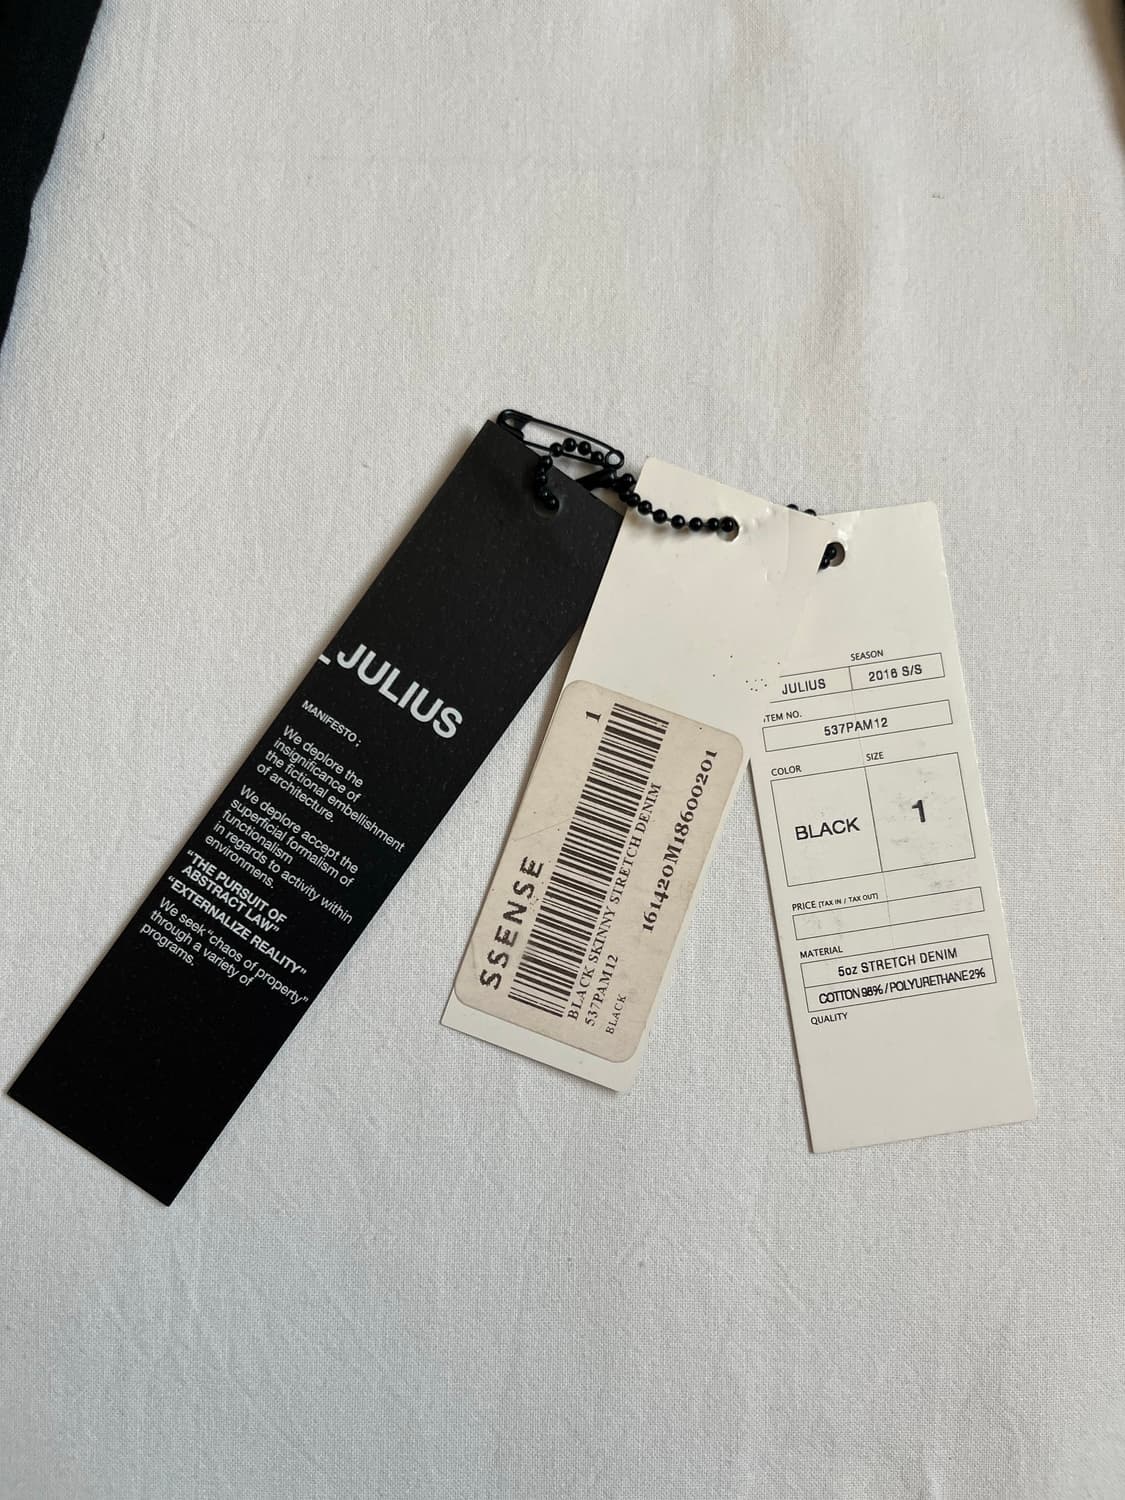 _JULIUS
MANIFESTO :
We deplore the
insignificance of
the fictional embellishment
of architecture.
We deplore accept the
superficial formalism of
functionalism
in regards to activity within
environmens.
“THE PURSUIT OF
ABSTRACT LAW”
“EXTERNALIZE REALITY”
We seek “chaos of property”
through a variety of
programs.
SSENSE
1
BLACK SKINNY STRETCH DENIM
537PAM12
161420M18600201
BLACK
SEASON
JULIUS 2016 S/S
ITEM NO.
537PAM12
COLOR SIZE
BLACK 1
PRICE [TAX IN / TAX OUT]
MATERIAL
5oz STRETCH DENIM
COTTON 98% / POLYURETHANE 2%
QUALITY